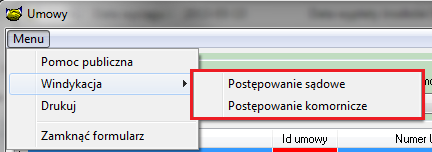 Umowy
Menu
Pomoc publiczna
Windykacja
Postępowanie sądowe
Drukuj
Postępowanie komornicze
Zamknąć formularz
Id umowy
Numer